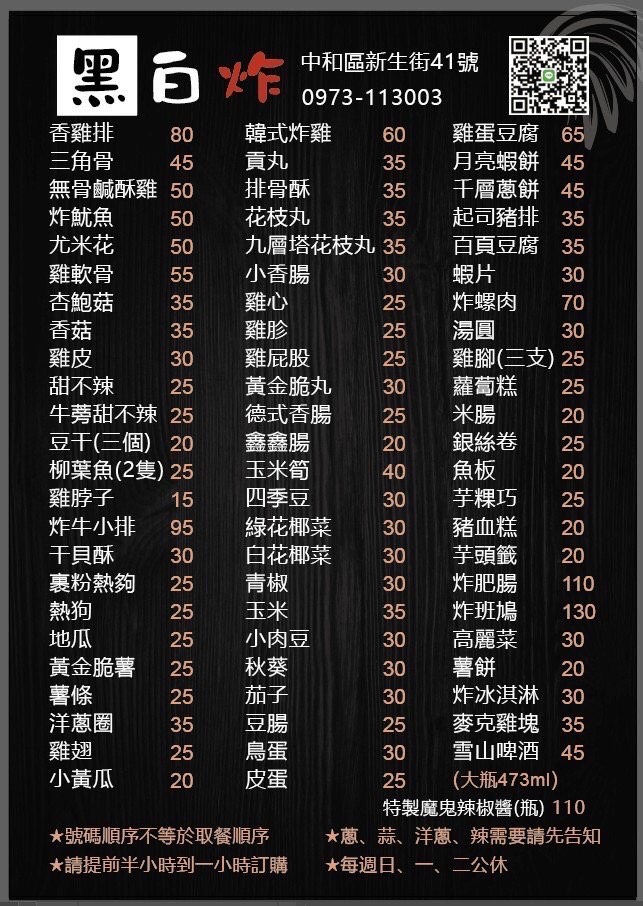 黑白炸
中和區新生街41號
0973-113003
香雞排 80
三角骨 45
無骨鹹酥雞 50
炸魷魚 50
尤米花 50
雞軟骨 55
杏鮑菇 35
香菇 35
雞皮 30
甜不辣 25
牛蒡甜不辣 25
豆干(三個) 20
柳葉魚(2隻) 25
雞脖子 15
炸牛小排 95
干貝酥 30
裹粉熱夠 25
熱狗 25
地瓜 25
黃金脆薯 25
薯條 25
洋蔥圈 35
雞翅 25
小黃瓜 20
韓式炸雞 60
貢丸 35
排骨酥 35
花枝丸 35
九層塔花枝丸 35
小香腸 30
雞心 25
雞胗 25
雞屁股 25
黃金脆丸 30
德式香腸 25
鑫鑫腸 20
玉米筍 40
四季豆 30
綠花椰菜 30
白花椰菜 30
青椒 30
玉米 35
小肉豆 30
秋葵 30
茄子 30
豆腸 25
鳥蛋 30
皮蛋 25
雞蛋豆腐 65
月亮蝦餅 45
千層蔥餅 45
起司豬排 35
百頁豆腐 35
蝦片 30
炸螺肉 70
湯圓 30
雞腳(三支) 25
蘿蔔糕 25
米腸 20
銀絲卷 25
魚板 20
芋粿巧 25
豬血糕 20
芋頭籤 20
炸肥腸 110
炸班鳩 130
高麗菜 30
薯餅 20
炸冰淇淋 30
麥克雞塊 35
雪山啤酒 45
(大瓶473ml)
特製魔鬼辣椒醬(瓶) 110
★號碼順序不等於取餐順序
★蔥、蒜、洋蔥、辣需要請先告知
★請提前半小時到一小時訂購
★每週日、一、二公休